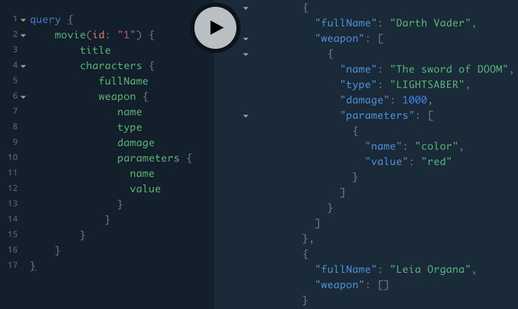 1 query {
2 movie(id: "1") {
3 title
4 characters {
5 fullName
6 weapon {
7 name
8 type
9 damage
10 parameters {
11 name
12 value
13 }
14 }
15 }
16 }
17 }
{
"fullName": "Darth Vader",
"weapon": [
{
"name": "The sword of DOOM",
"type": "LIGHTSABER",
"damage": 1000,
"parameters": [
{
"name": "color",
"value": "red"
}
]
}
]
},
{
"fullName": "Leia Organa",
"weapon": []
}